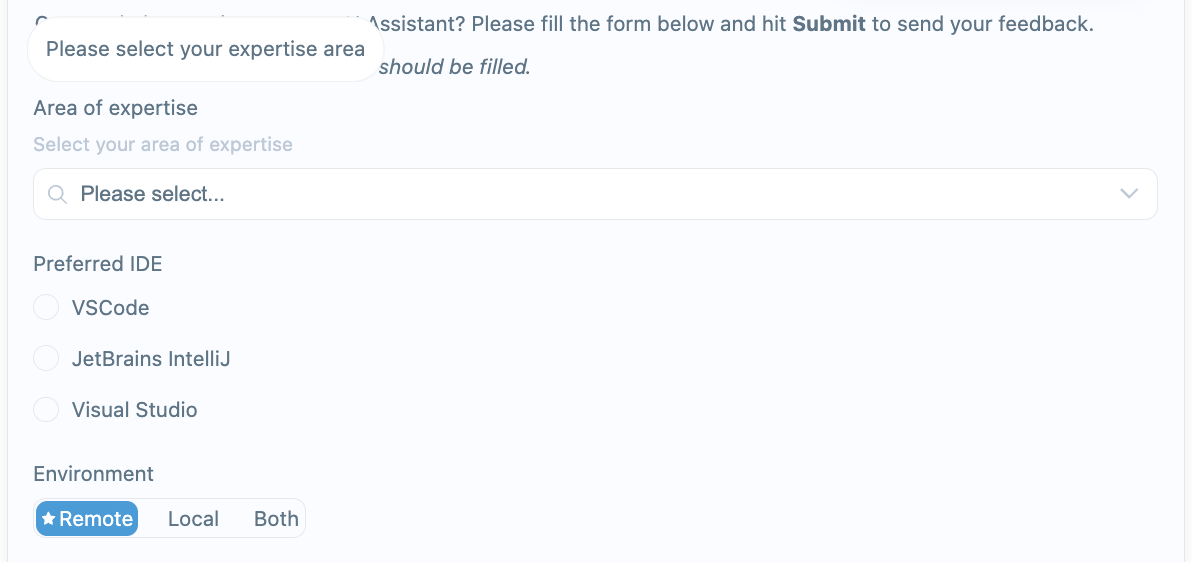 Assistant? Please fill the form below and hit Submit to send your feedback.
Please select your expertise area
should be filled.
Area of expertise
Select your area of expertise
Please select...
Preferred IDE
VSCode
JetBrains IntelliJ
Visual Studio
Environment
Remote
Local
Both